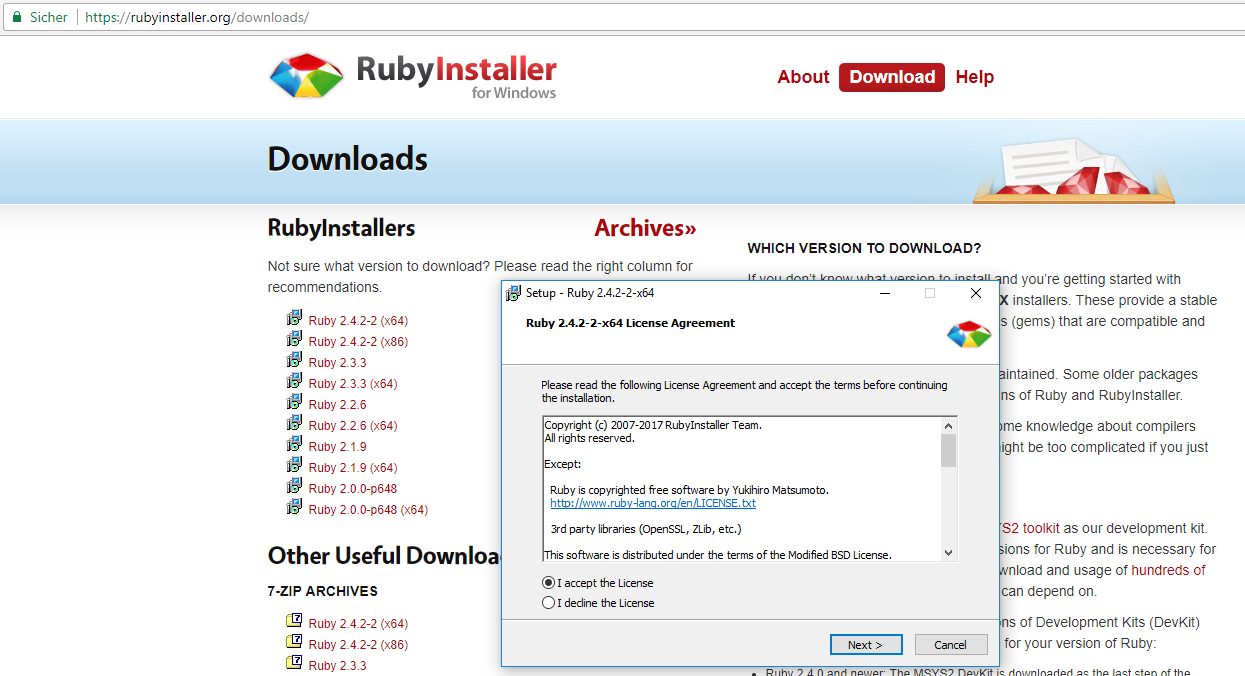 Sicher https://rubyinstaller.org/downloads/
RubyInstaller
for Windows
About Download Help
Downloads
RubyInstallers Archives»
Not sure what version to download? Please read the right column for
recommendations.
Ruby 2.4.2-2 (x64)
Ruby 2.4.2-2 (x86)
Ruby 2.3.3
Ruby 2.3.3 (x64)
Ruby 2.2.6
Ruby 2.2.6 (x64)
Ruby 2.1.9
Ruby 2.1.9 (x64)
Ruby 2.0.0-p648
Ruby 2.0.0-p648 (x64)
Other Useful
7-ZIP ARCHIVES
Ruby 2.4.2-2 (x64)
Ruby 2.4.2-2 (x86)
Ruby 2.3.3
WHICH VERSION TO DOWNLOAD?
If you don't know what version to install and you're getting started with
X installers. These provide a stable
s (gems) that are compatible and
Some older packages
of Ruby and RubyInstaller.
some knowledge about compilers
might be too complicated if you just
toolkit as our development kit.
for Ruby and is necessary for
and usage of hundreds of
can depend on.
of Development Kits (DevKit)
for your version of Ruby:
• Ruby 2.4.0 and newer: The MSYS2 DevKit is downloaded as the last step of the
Setup - Ruby 2.4.2-2-x64
Ruby 2.4.2-2-x64 License Agreement
Please read the following License Agreement and accept the terms before continuing
the installation.
Copyright (c) 2007-2017 RubyInstaller Team.
All rights reserved.
Except:
Ruby is copyrighted free software by Yukihiro Matsumoto.
http://www.ruby-lang.org/en/LICENSE.txt
3rd party libraries (OpenSSL, ZLib, etc.)
This software is distributed under the terms of the Modified BSD License.
I accept the License
I decline the License
Next > Cancel